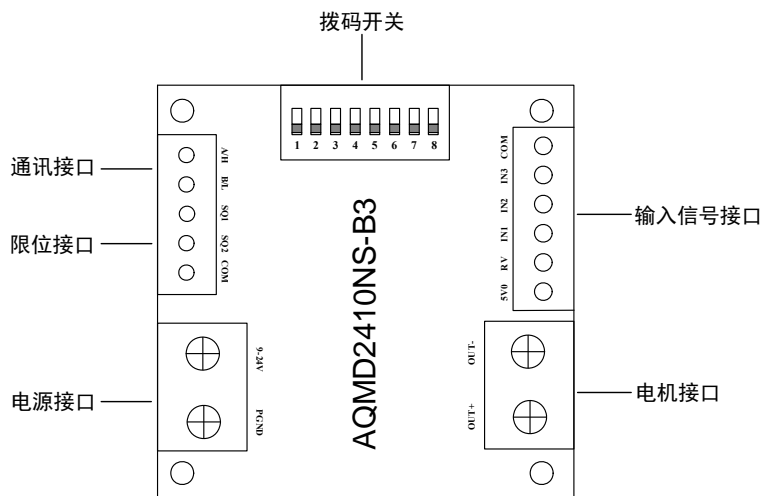 拨码开关
1 2 3 4 5 6 7 8
通讯接口
限位接口
电源接口
A/H
B/L
SQ1
SQ2
COM
9-24V
PGND
AQMD2410NS-B3
COM
IN3
IN2
IN1
RV
5V0
OUT-
OUT+
输入信号接口
电机接口